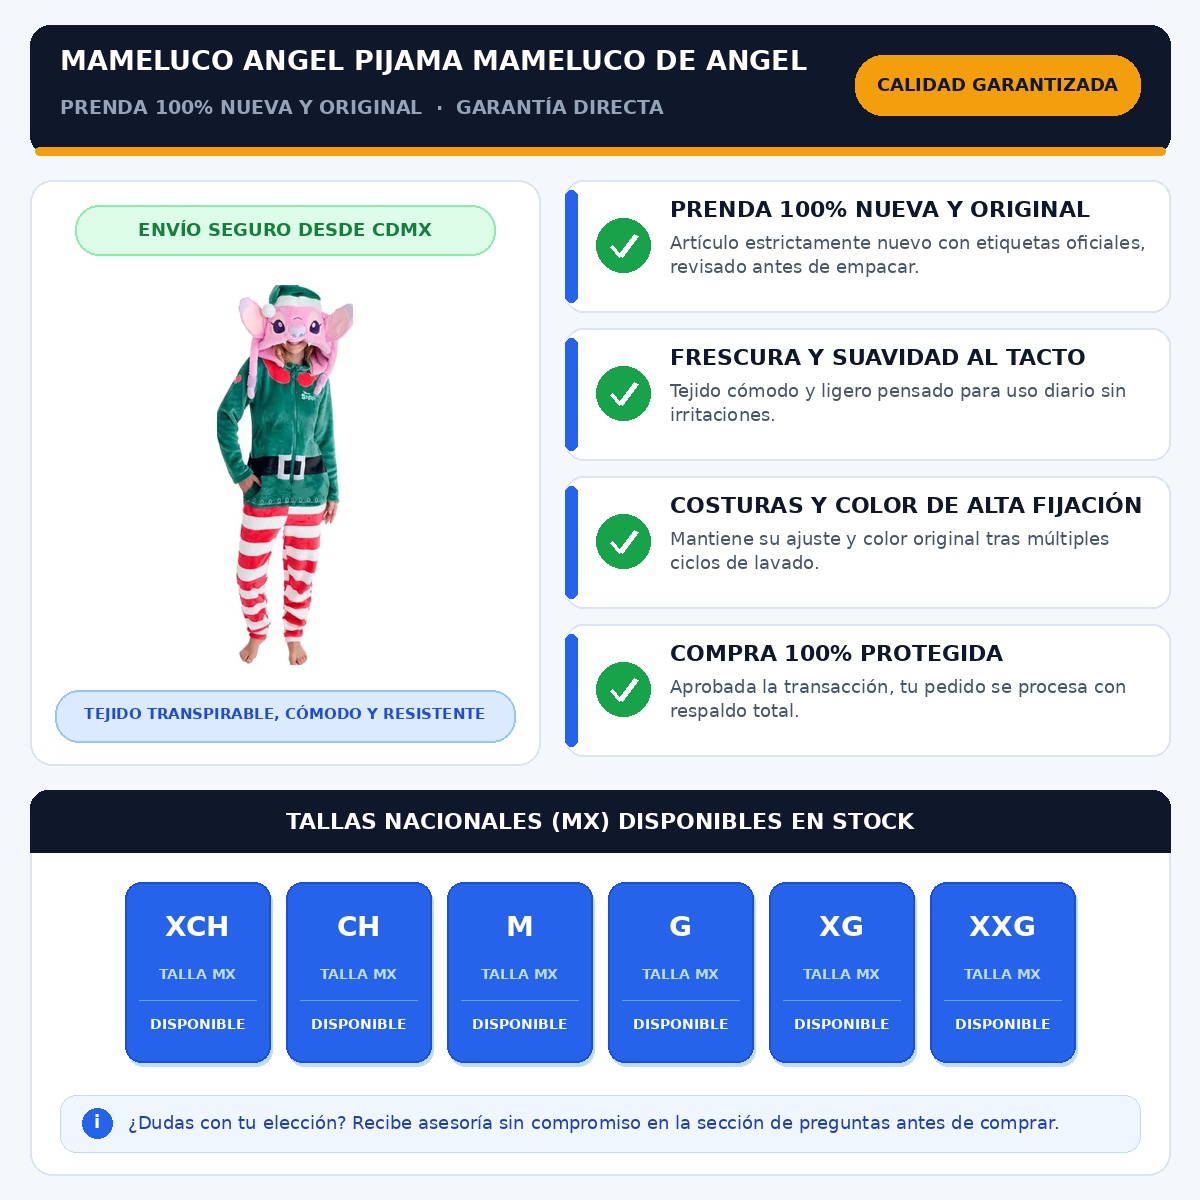 MAMELUCO ANGEL PIJAMA MAMELUCO DE ANGEL
PRENDA 100% NUEVA Y ORIGINAL · GARANTÍA DIRECTA
CALIDAD GARANTIZADA
ENVÍO SEGURO DESDE CDMX
TEJIDO TRANSPIRABLE, CÓMODO Y RESISTENTE
PRENDA 100% NUEVA Y ORIGINAL
Artículo estrictamente nuevo con etiquetas oficiales,
revisado antes de empacar.
FRESCURA Y SUAVIDAD AL TACTO
Tejido cómodo y ligero pensado para uso diario sin
irritaciones.
COSTURAS Y COLOR DE ALTA FIJACIÓN
Mantiene su ajuste y color original tras múltiples
ciclos de lavado.
COMPRA 100% PROTEGIDA
Aprobada la transacción, tu pedido se procesa con
respaldo total.
TALLAS NACIONALES (MX) DISPONIBLES EN STOCK
XCH
TALLA MX
DISPONIBLE
CH
TALLA MX
DISPONIBLE
M
TALLA MX
DISPONIBLE
G
TALLA MX
DISPONIBLE
XG
TALLA MX
DISPONIBLE
XXG
TALLA MX
DISPONIBLE
i ¿Dudas con tu elección? Recibe asesoría sin compromiso en la sección de preguntas antes de comprar.